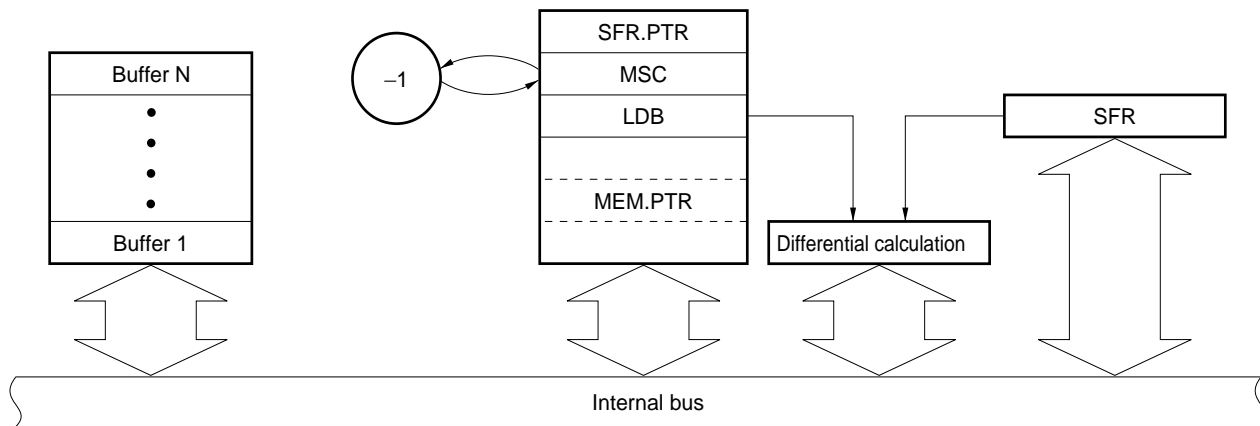 Buffer N
Buffer 1
–1
SFR.PTR
MSC
LDB
MEM.PTR
SFR
Differential calculation
Internal bus